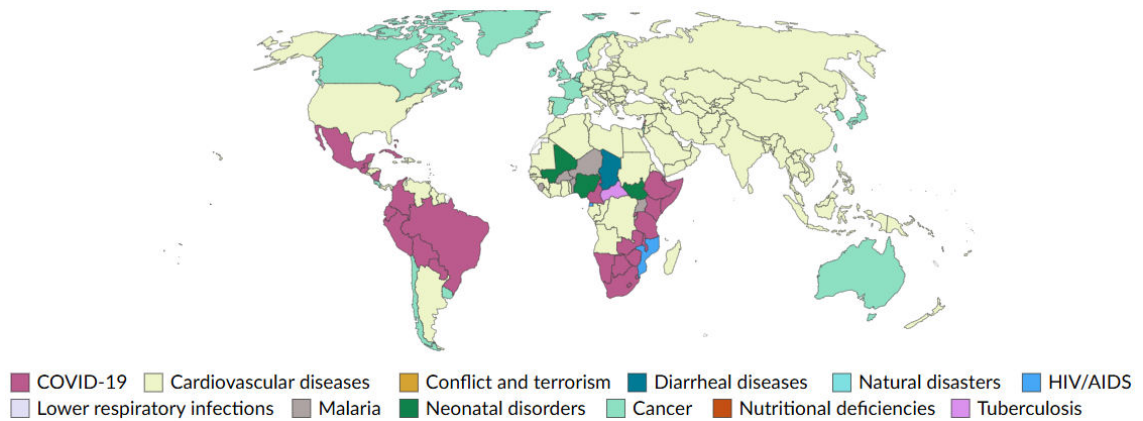 COVID-19 Cardiovascular diseases Conflict and terrorism Diarrheal diseases Natural disasters HIV/AIDS
Lower respiratory infections Malaria Neonatal disorders Cancer Nutritional deficiencies Tuberculosis